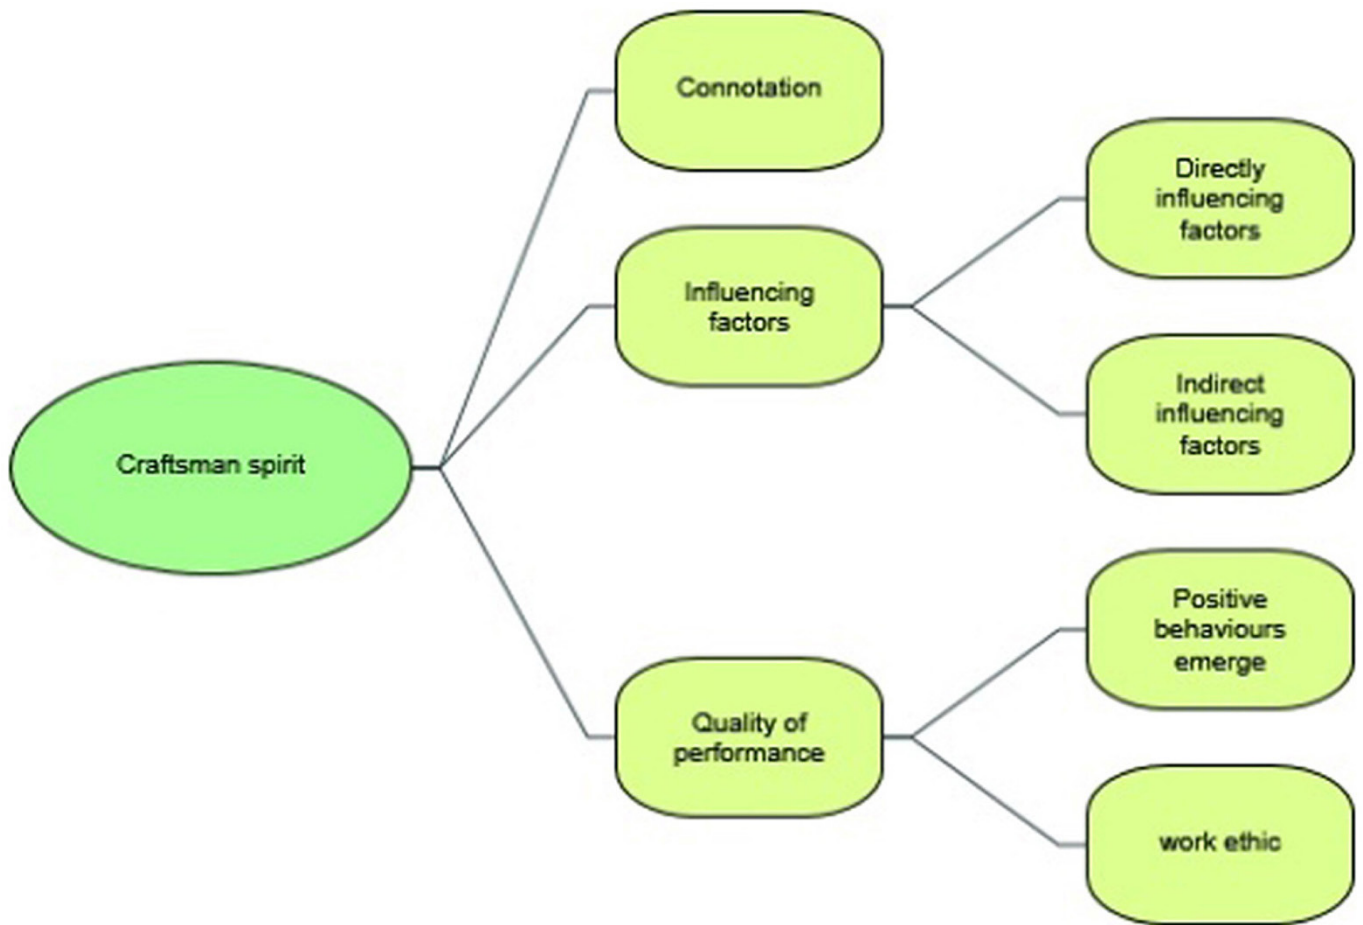 Connotation
Directly
influencing
factors
Influencing
factors
Indirect
influencing
factors
Craftsman spirit
Positive
behaviours
emerge
Quality of
performance
work ethic